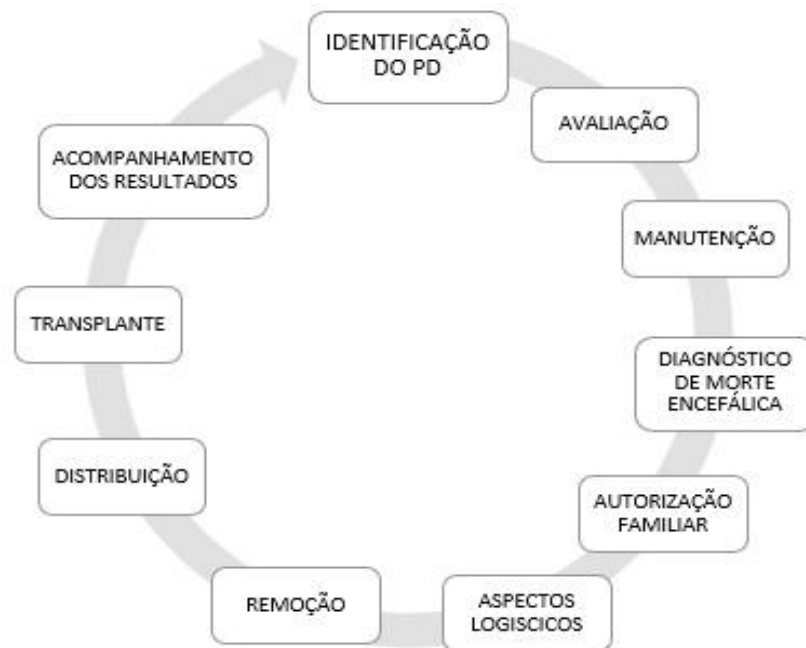 IDENTIFICAÇÃO
DO PD
AVALIAÇÃO
MANUTENÇÃO
DIAGNÓSTICO
DE MORTE
ENCEFÁLICA
AUTORIZAÇÃO
FAMILIAR
ASPECTOS
LOGISCICOS
REMOÇÃO
DISTRIBUIÇÃO
TRANSPLANTE
ACOMPANHAMENTO
DOS RESULTADOS